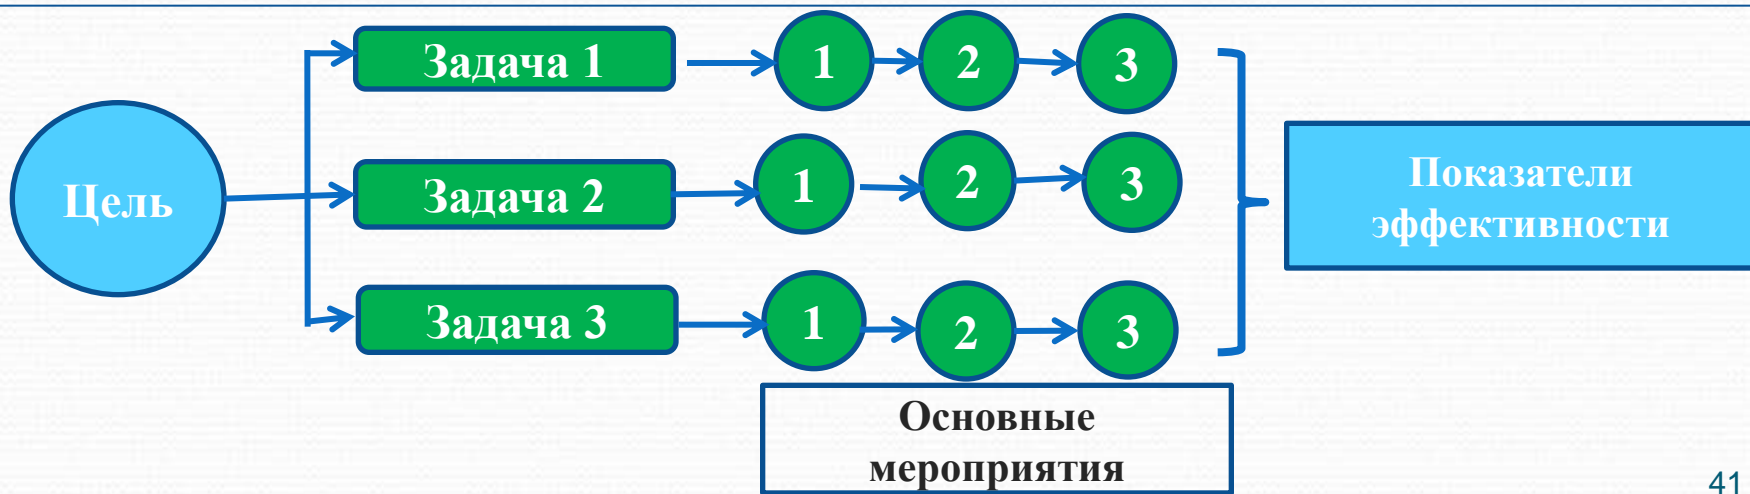 Задача 1
1
2
3
Цель
Задача 2
1
2
3
Показатели
эффективности
Задача 3
1
2
3
Основные
мероприятия
41